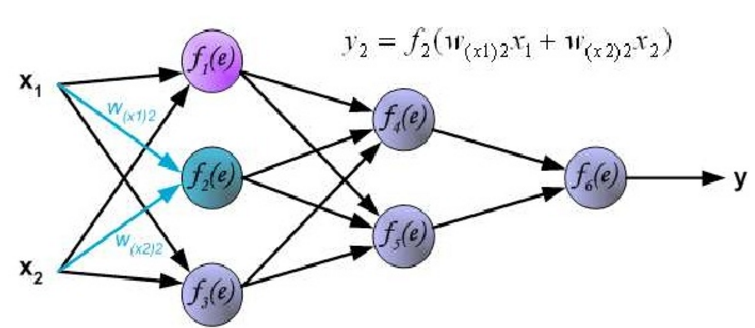 y₂ = f₂(w₍ₓ₁₎₂x₁ + w₍ₓ₂₎₂x₂)
f₁(e)
x₁
w₍ₓ₁₎₂
f₄(e)
f₂(e)
f₆(e)
y
w₍ₓ₂₎₂
f₅(e)
x₂
f₃(e)